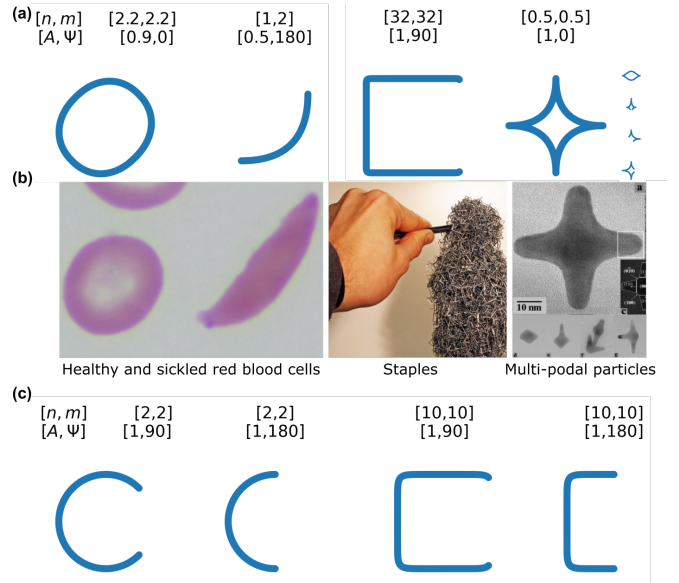 (a)
[n, m] [2.2,2.2] [1,2] [32,32] [0.5,0.5]
[A, Ψ] [0.9,0] [0.5,180] [1,90] [1,0]
(b)
a
10 nm
c
Healthy and sickled red blood cells Staples Multi-podal particles
(c)
[n, m] [2,2] [2,2] [10,10] [10,10]
[A, Ψ] [1,90] [1,180] [1,90] [1,180]